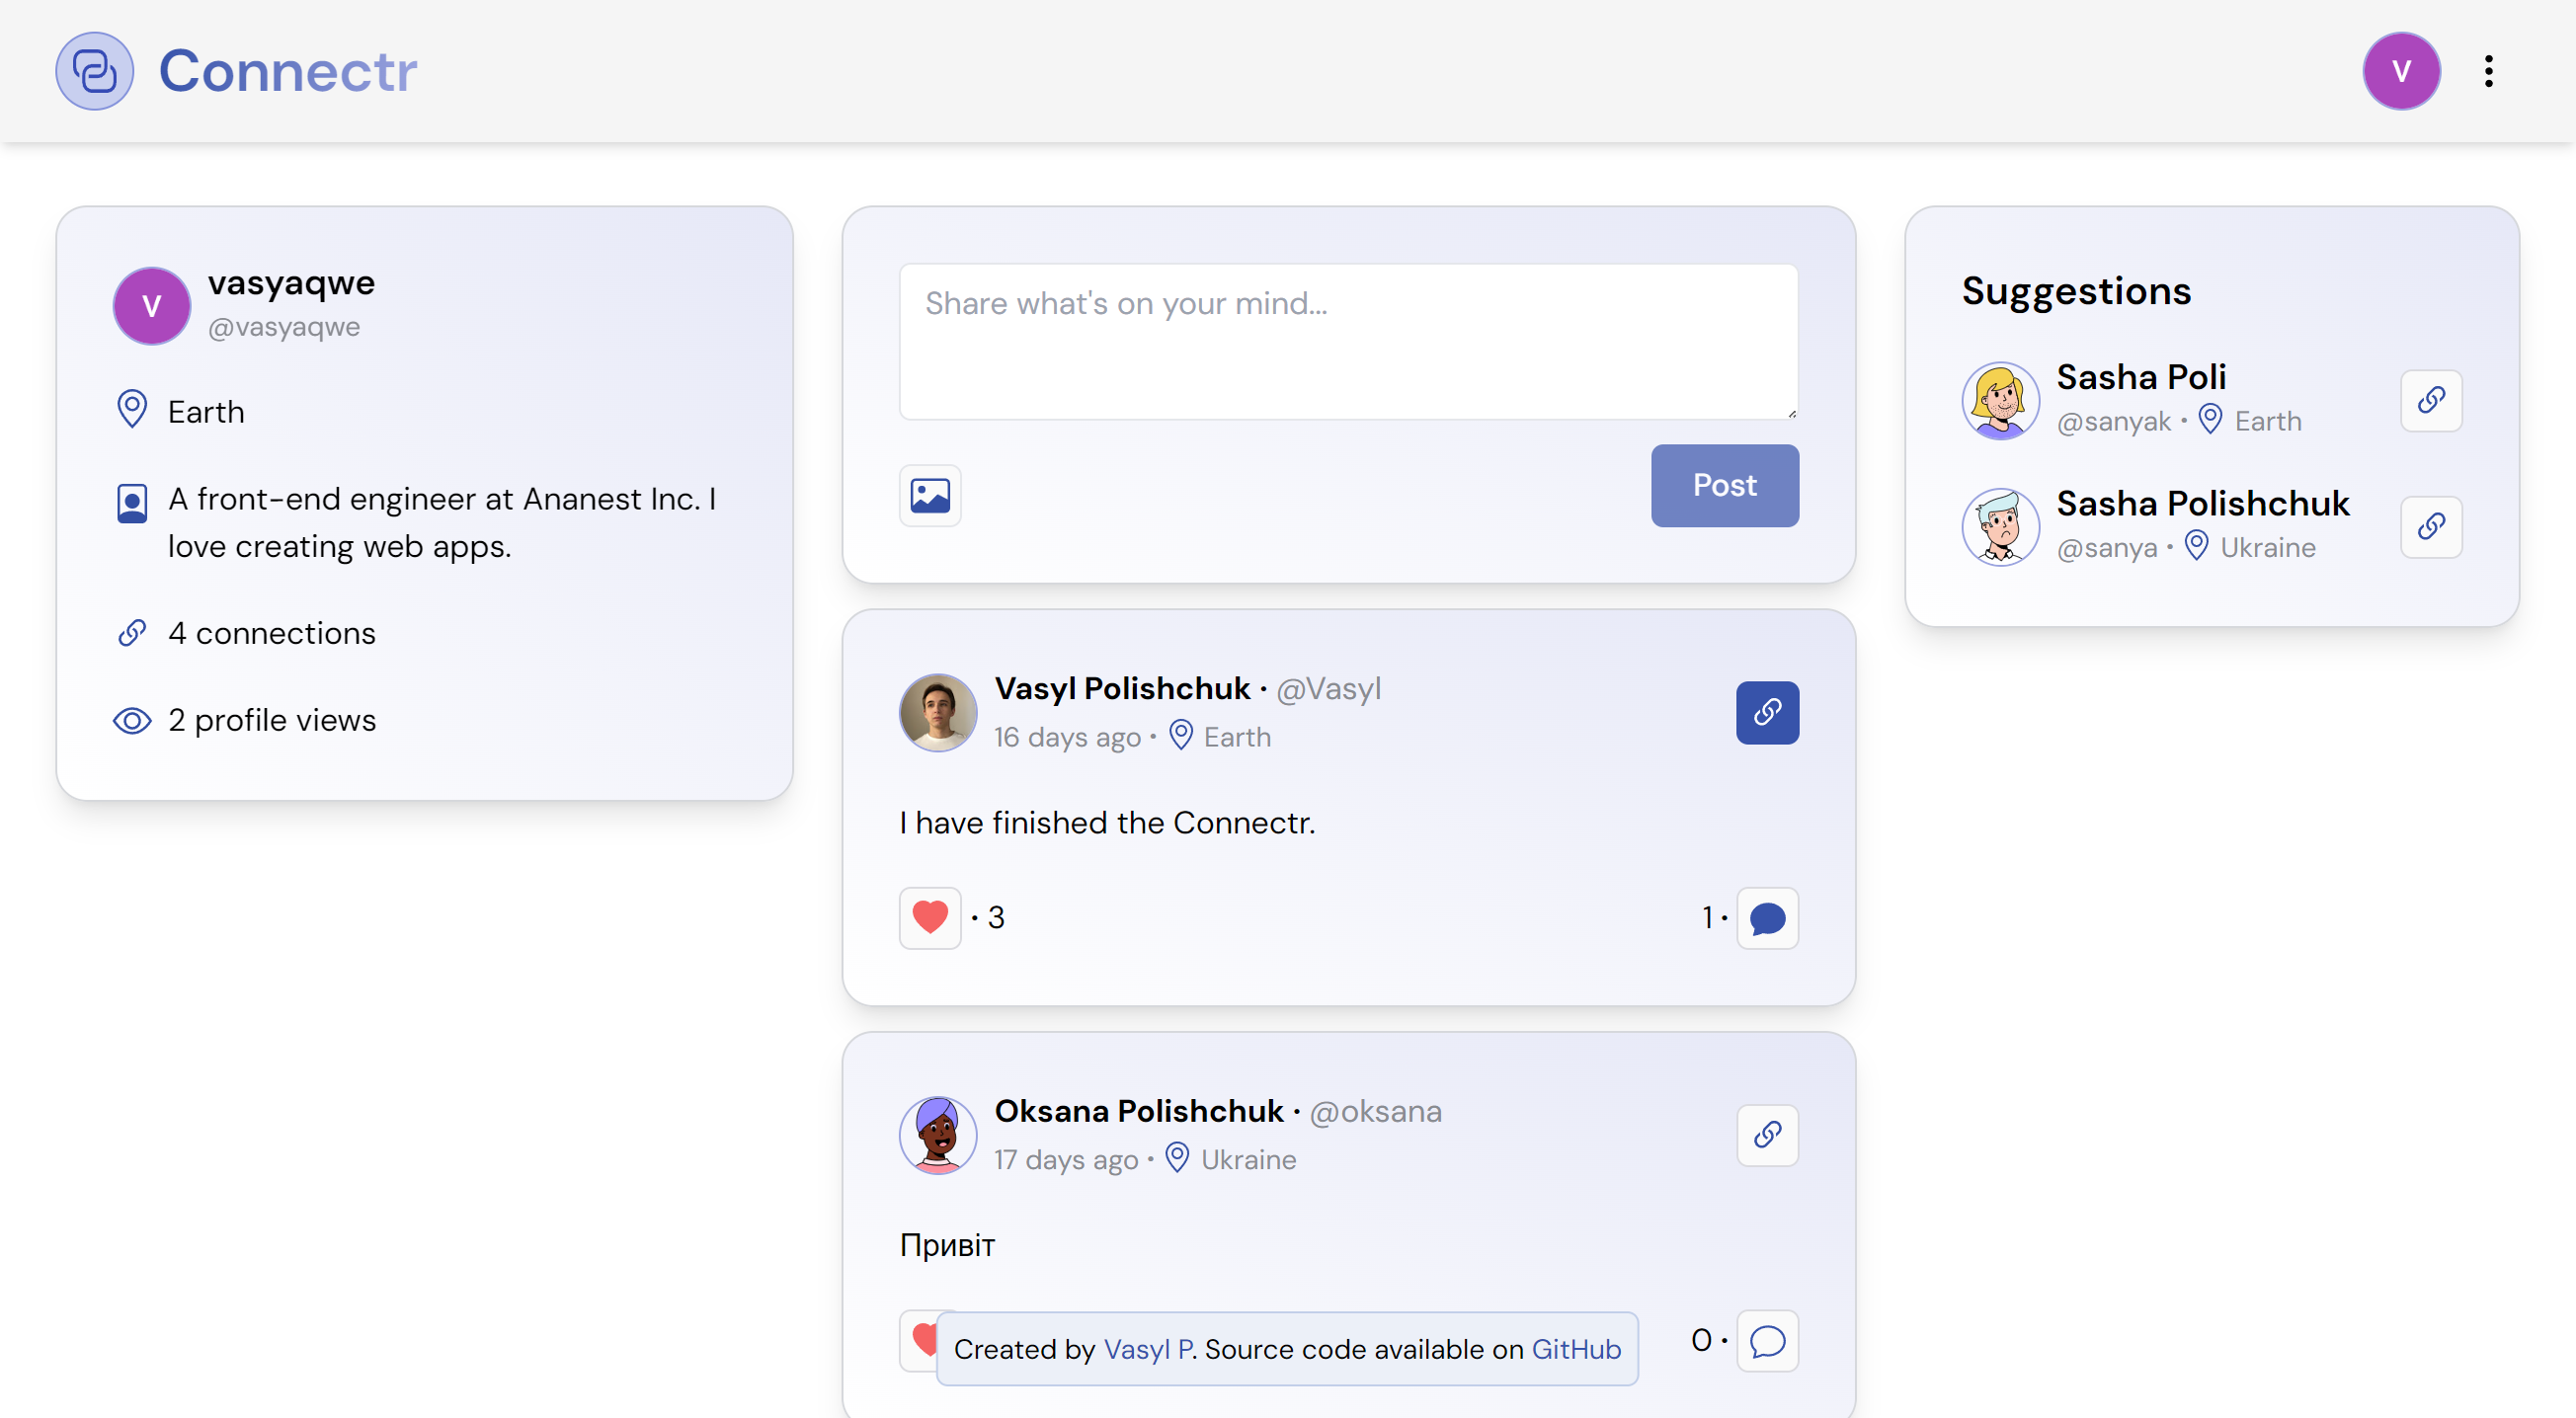 Connectr
V
V
vasyaqwe
@vasyaqwe
Earth
A front-end engineer at Ananest Inc. I
love creating web apps.
4 connections
2 profile views
Share what's on your mind...
Post
Vasyl Polishchuk · @Vasyl
16 days ago · Earth
I have finished the Connectr.
· 3
1 ·
Oksana Polishchuk · @oksana
17 days ago · Ukraine
Привіт
0 ·
Created by Vasyl P. Source code available on GitHub
Suggestions
Sasha Poli
@sanyak · Earth
Sasha Polishchuk
@sanya · Ukraine